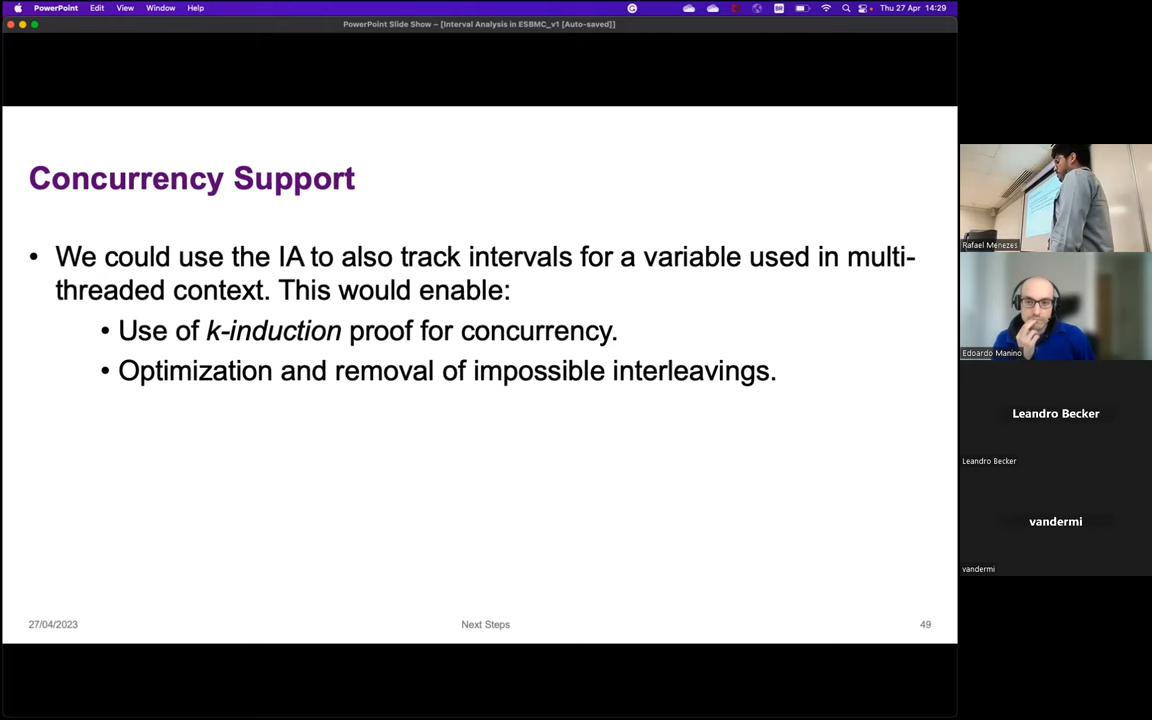 PowerPoint File Edit View Window Help
Thu 27 Apr 14:29
PowerPoint Slide Show – [Interval Analysis in ESBMC_v1 [Auto-saved]]
Concurrency Support
• We could use the IA to also track intervals for a variable used in multi-
threaded context. This would enable:
• Use of k-induction proof for concurrency.
• Optimization and removal of impossible interleavings.
27/04/2023
Next Steps
49
Rafael Menezes
Edoardo Manino
Leandro Becker
Leandro Becker
vandermi
vandermi